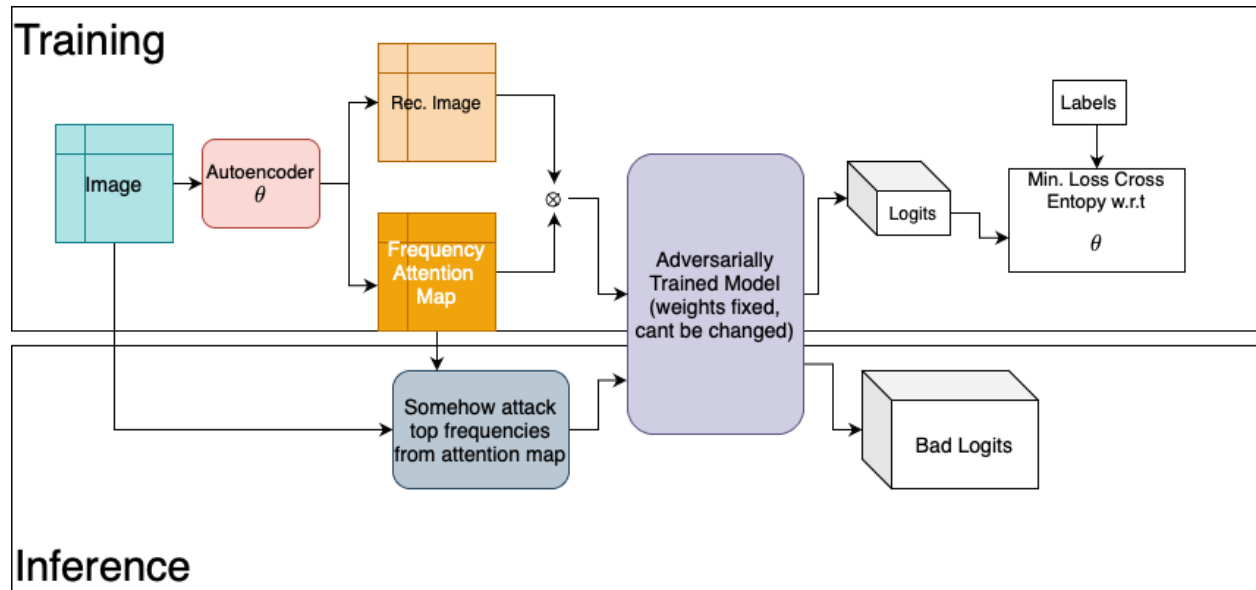 Training
Image
Autoencoder
θ
Rec. Image
Frequency
Attention
Map
⊗
Adversarially
Trained Model
(weights fixed,
cant be changed)
Logits
Labels
Min. Loss Cross
Entopy w.r.t
θ
Somehow attack
top frequencies
from attention map
Bad Logits
Inference